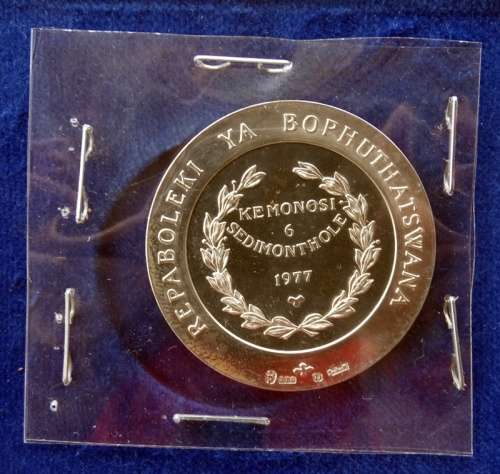 REPABOLEKI YA BOPHUTHATSWANA
KEMONOSI
6
SEDIMONTHOLE
1977